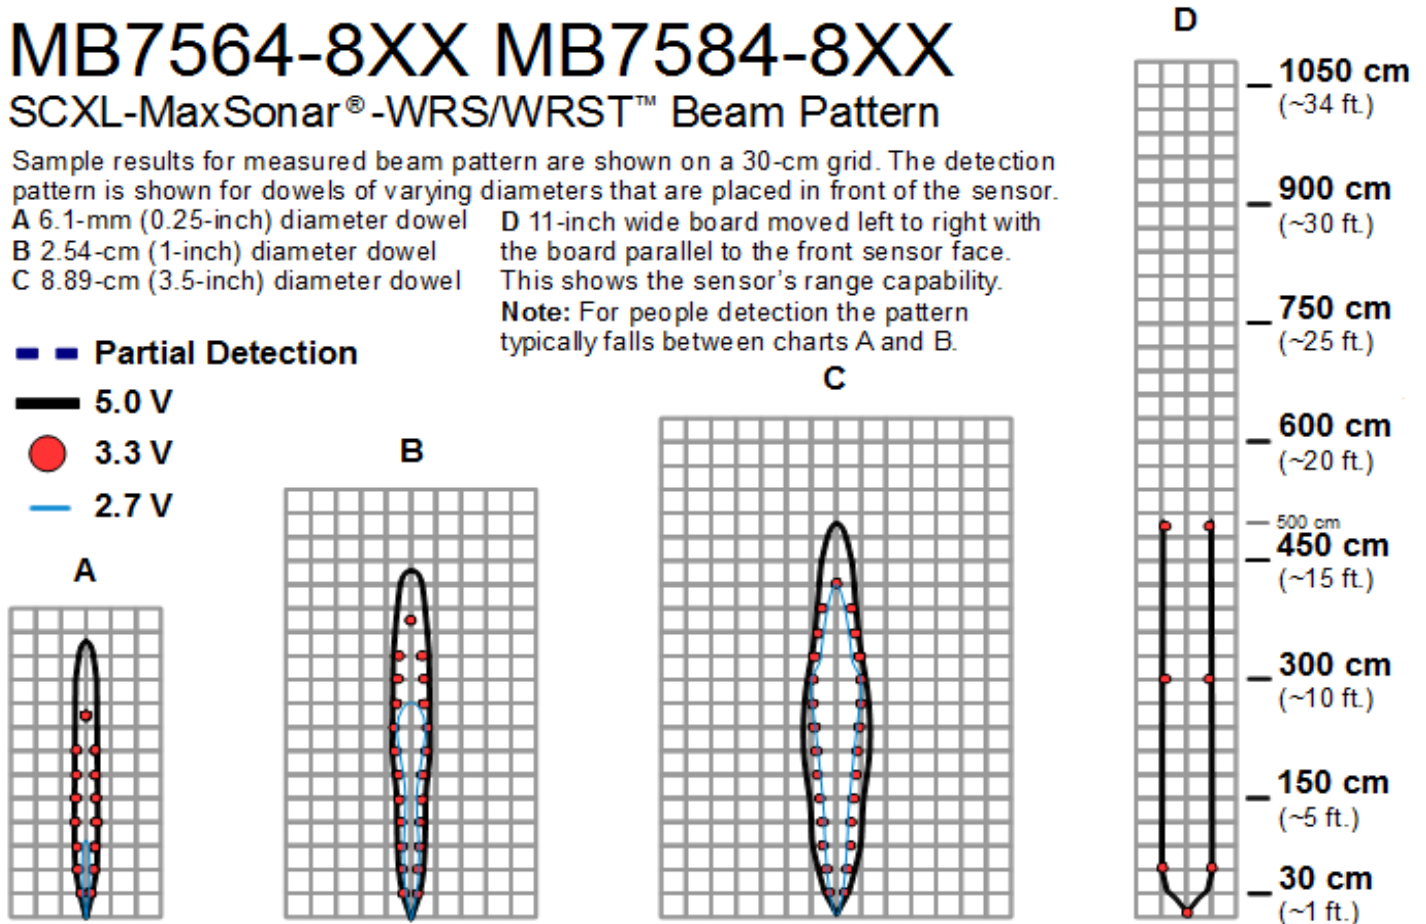 MB7564-8XX MB7584-8XX
SCXL-MaxSonar®-WRS/WRST™ Beam Pattern
Sample results for measured beam pattern are shown on a 30-cm grid. The detection
pattern is shown for dowels of varying diameters that are placed in front of the sensor.
A 6.1-mm (0.25-inch) diameter dowel
B 2.54-cm (1-inch) diameter dowel
C 8.89-cm (3.5-inch) diameter dowel
D 11-inch wide board moved left to right with
the board parallel to the front sensor face.
This shows the sensor's range capability.
Note: For people detection the pattern
typically falls between charts A and B.
Partial Detection
5.0 V
3.3 V
2.7 V
A
B
C
D
1050 cm
(~34 ft.)
900 cm
(~30 ft.)
750 cm
(~25 ft.)
600 cm
(~20 ft.)
500 cm
450 cm
(~15 ft.)
300 cm
(~10 ft.)
150 cm
(~5 ft.)
30 cm
(~1 ft.)